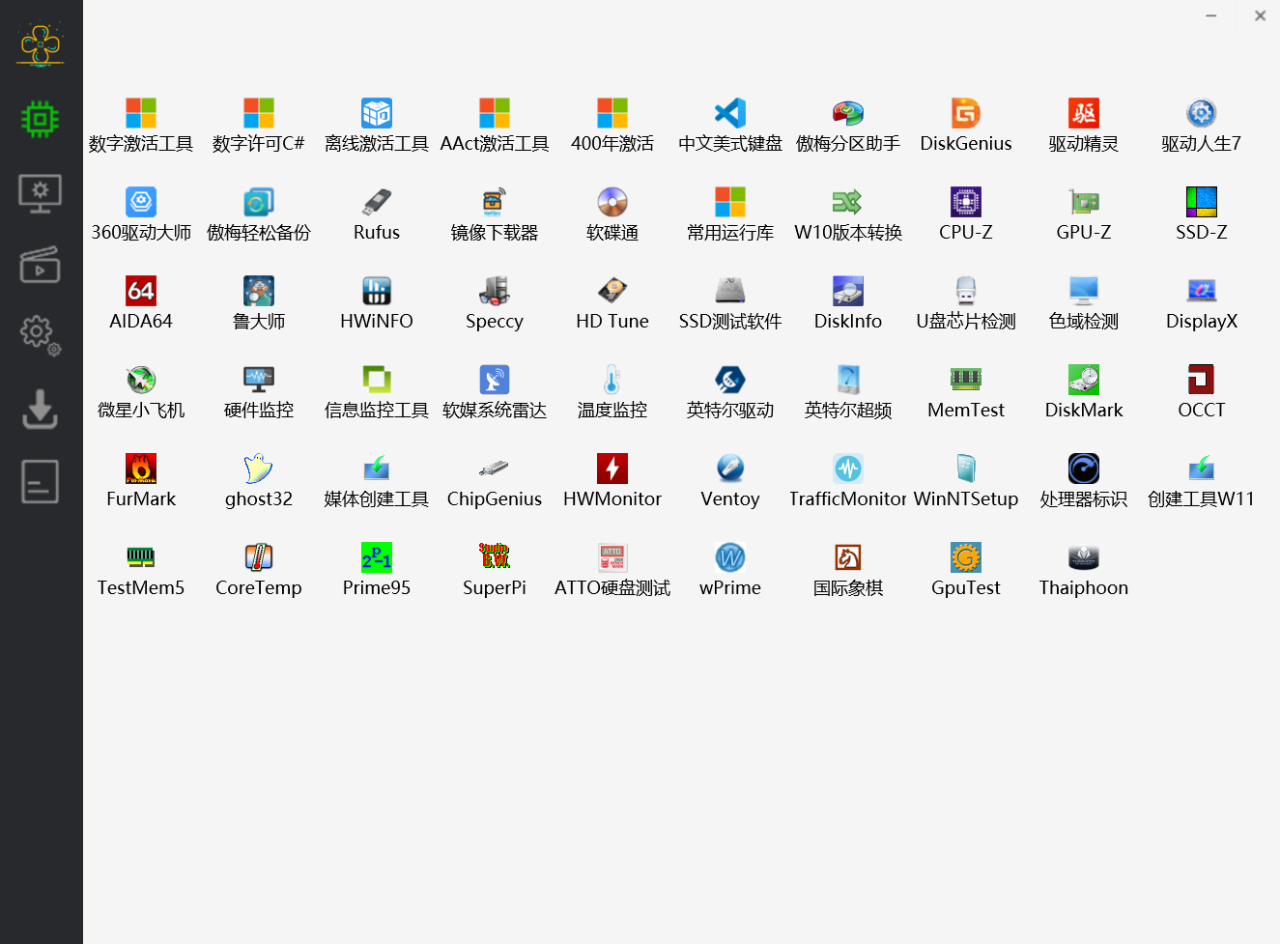 数字激活工具 数字许可C# 离线激活工具 AAct激活工具 400年激活 中文美式键盘 傲梅分区助手 DiskGenius 驱动精灵 驱动人生7
360驱动大师 傲梅轻松备份 Rufus 镜像下载器 软碟通 常用运行库 W10版本转换 CPU-Z GPU-Z SSD-Z
64
AIDA64 鲁大师 HWiNFO Speccy HD Tune SSD测试软件 DiskInfo U盘芯片检测 色域检测 DisplayX
微星小飞机 硬件监控 信息监控工具 软媒系统雷达 温度监控 英特尔驱动 英特尔超频 MemTest DiskMark OCCT
FurMark ghost32 媒体创建工具 ChipGenius HWMonitor Ventoy TrafficMonitor WinNTSetup 处理器标识 创建工具W11
TestMem5 CoreTemp Prime95 SuperPi ATTO硬盘测试 wPrime 国际象棋 GpuTest Thaiphoon